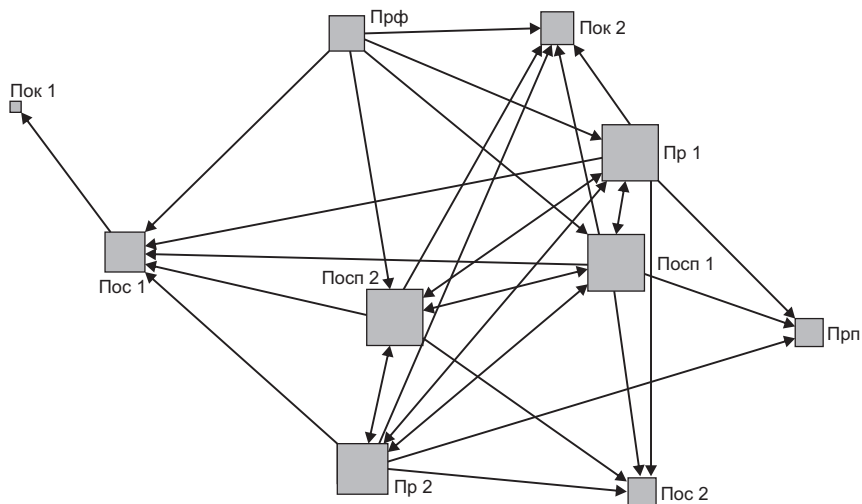 Прф
Пок 2
Пок 1
Пр 1
Пос 1
Посп 2
Посп 1
Прп
Пр 2
Пос 2